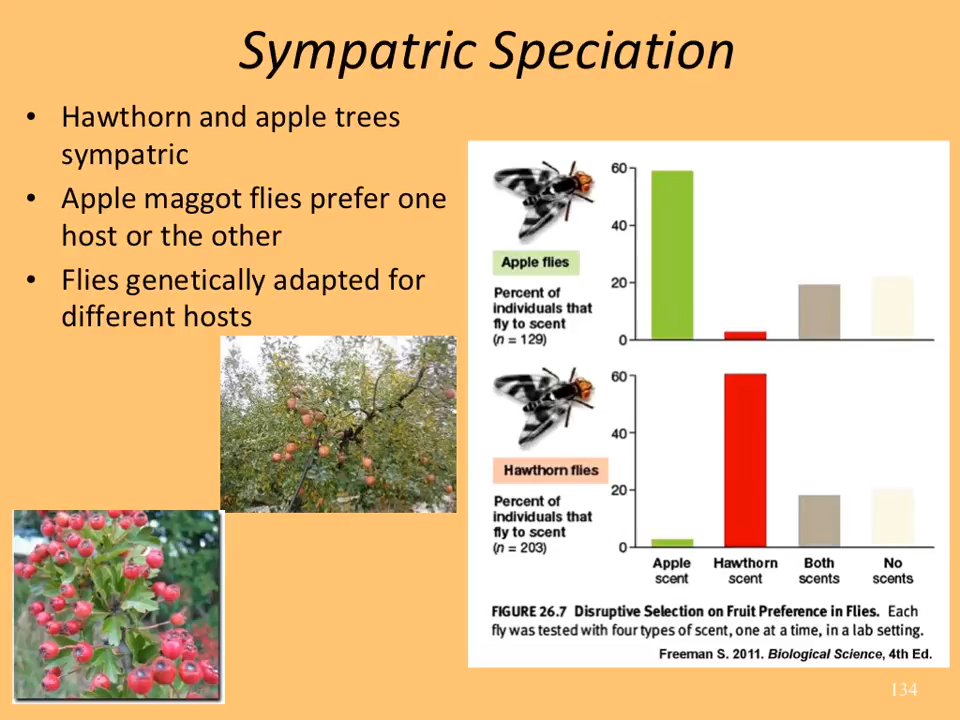 Sympatric Speciation
• Hawthorn and apple trees
sympatric
• Apple maggot flies prefer one
host or the other
• Flies genetically adapted for
different hosts
60
40
20
0
Apple flies
Percent of
individuals that
fly to scent
(n = 129)
60
40
20
0
Hawthorn flies
Percent of
individuals that
fly to scent
(n = 203)
Apple
scent
Hawthorn
scent
Both
scents
No
scents
FIGURE 26.7 Disruptive Selection on Fruit Preference in Flies. Each
fly was tested with four types of scent, one at a time, in a lab setting.
Freeman S. 2011. Biological Science, 4th Ed.
134